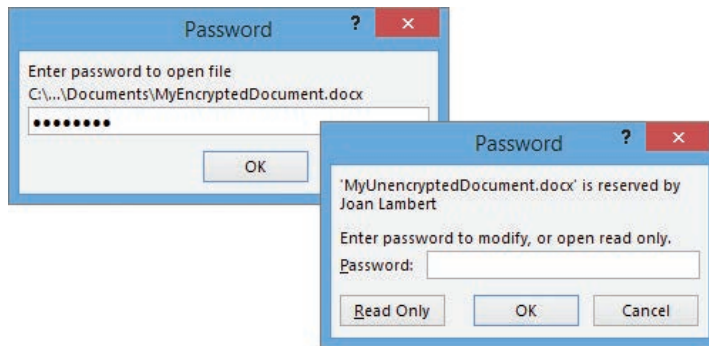 Password
?
Enter password to open file
C:\...\Documents\MyEncryptedDocument.docx
••••••••
OK
Password
?
'MyUnencryptedDocument.docx' is reserved by
Joan Lambert
Enter password to modify, or open read only.
Password:
Read Only OK Cancel